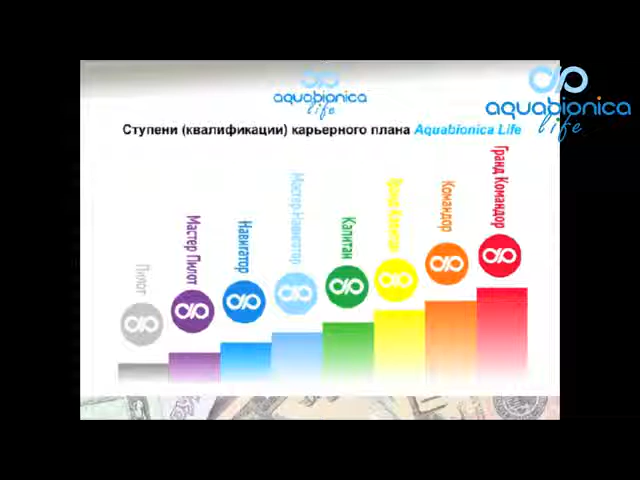 aquabionica
life
aquabionica
life
Ступени (квалификации) карьерного плана Aquabionica Life
Пилот
Мастер Пилот
Навигатор
Мастер Навигатор
Капитан
Гранд Капитан
Командор
Гранд Командор